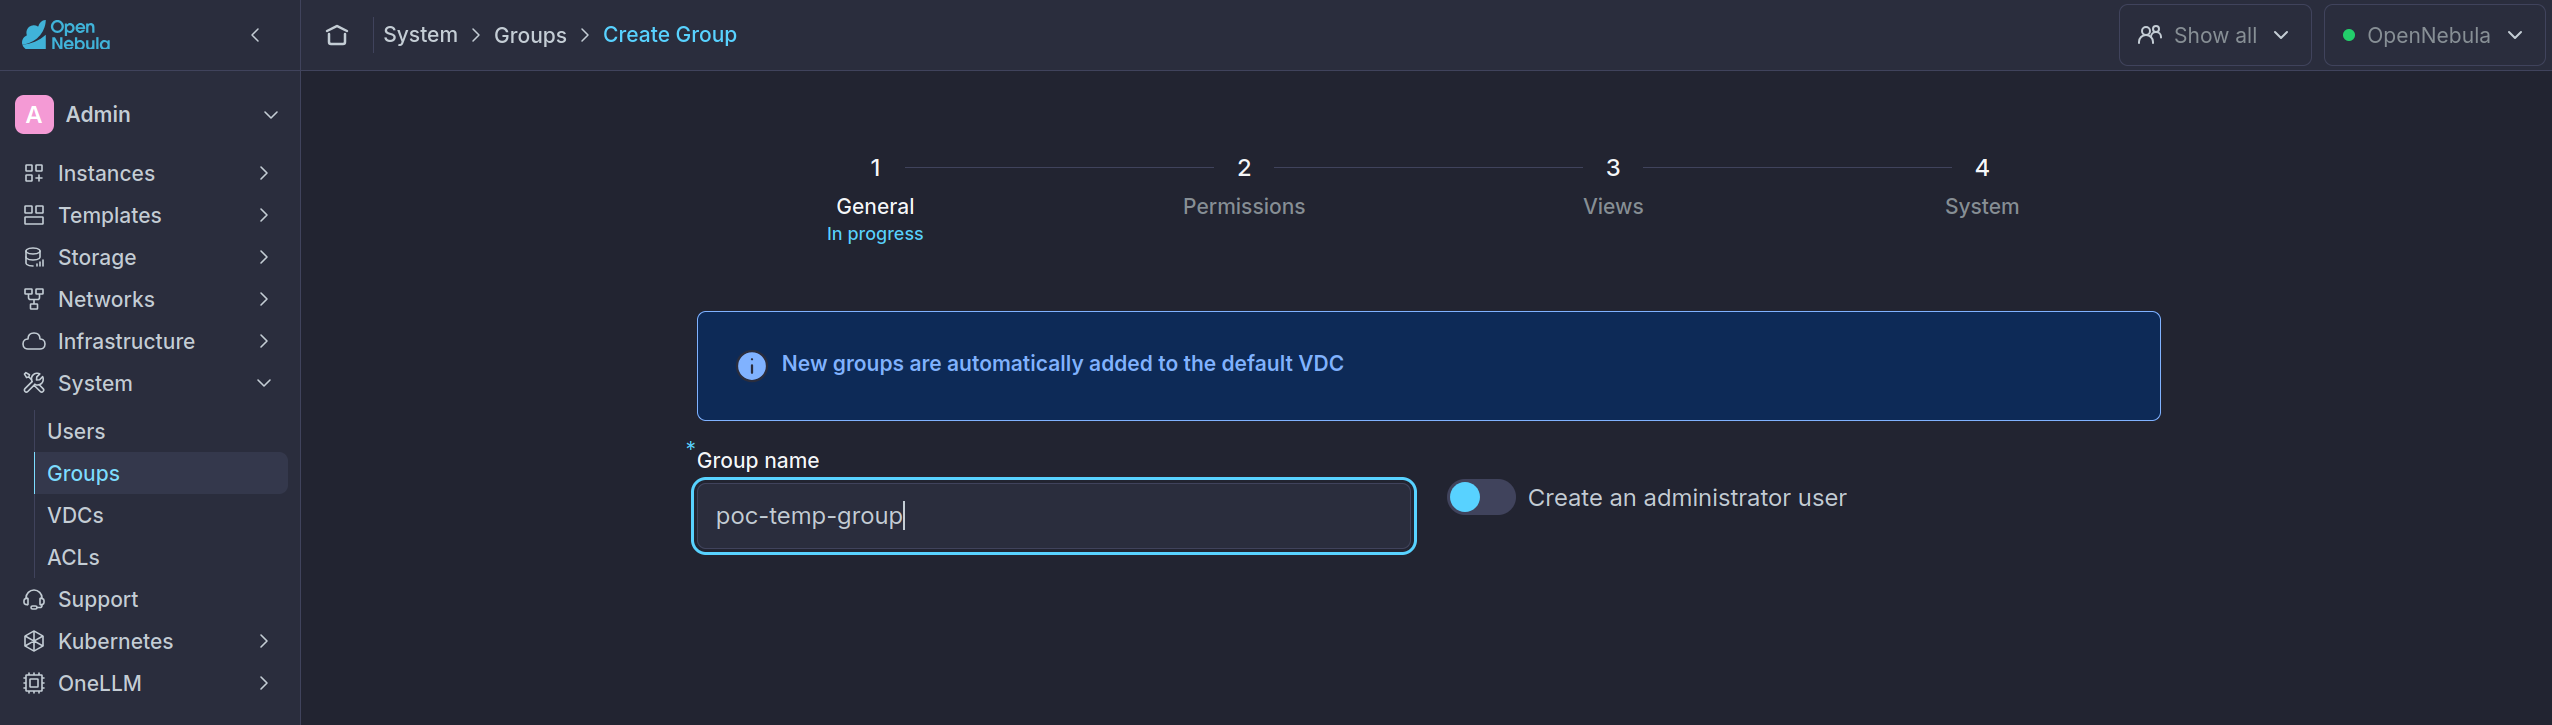 Open
Nebula
System > Groups > Create Group
Show all
OpenNebula
A Admin
Instances
Templates
Storage
Networks
Infrastructure
System
Users
Groups
VDCs
ACLs
Support
Kubernetes
OneLLM
1 2 3 4
General Permissions Views System
In progress
New groups are automatically added to the default VDC
* Group name
poc-temp-group
Create an administrator user